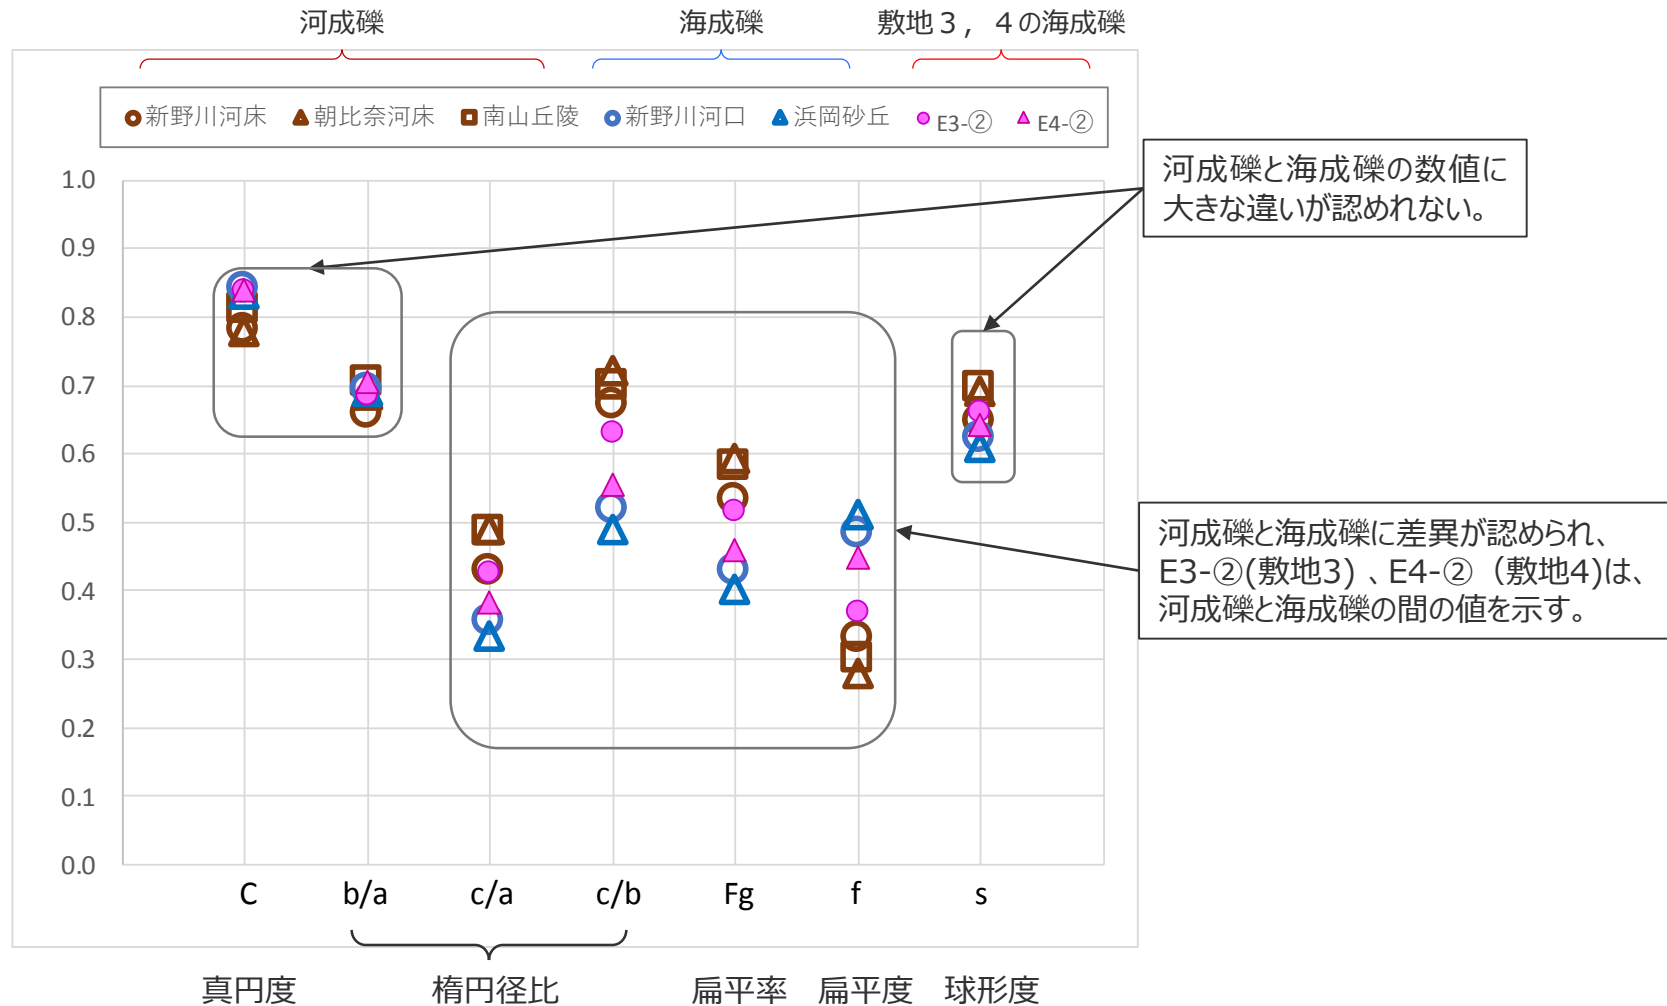 河成礫 海成礫 敷地3，4の海成礫
新野川河床 朝比奈河床 南山丘陵 新野川河口 浜岡砂丘 E3-② E4-②
河成礫と海成礫の数値に
大きな違いが認めれない。
1.0
0.9
0.8
0.7
0.6
0.5
0.4
0.3
0.2
0.1
0.0
河成礫と海成礫に差異が認められ、
E3-②(敷地3) 、E4-② (敷地4)は、
河成礫と海成礫の間の値を示す。
C b/a c/a c/b Fg f s
真円度 楕円径比 扁平率 扁平度 球形度